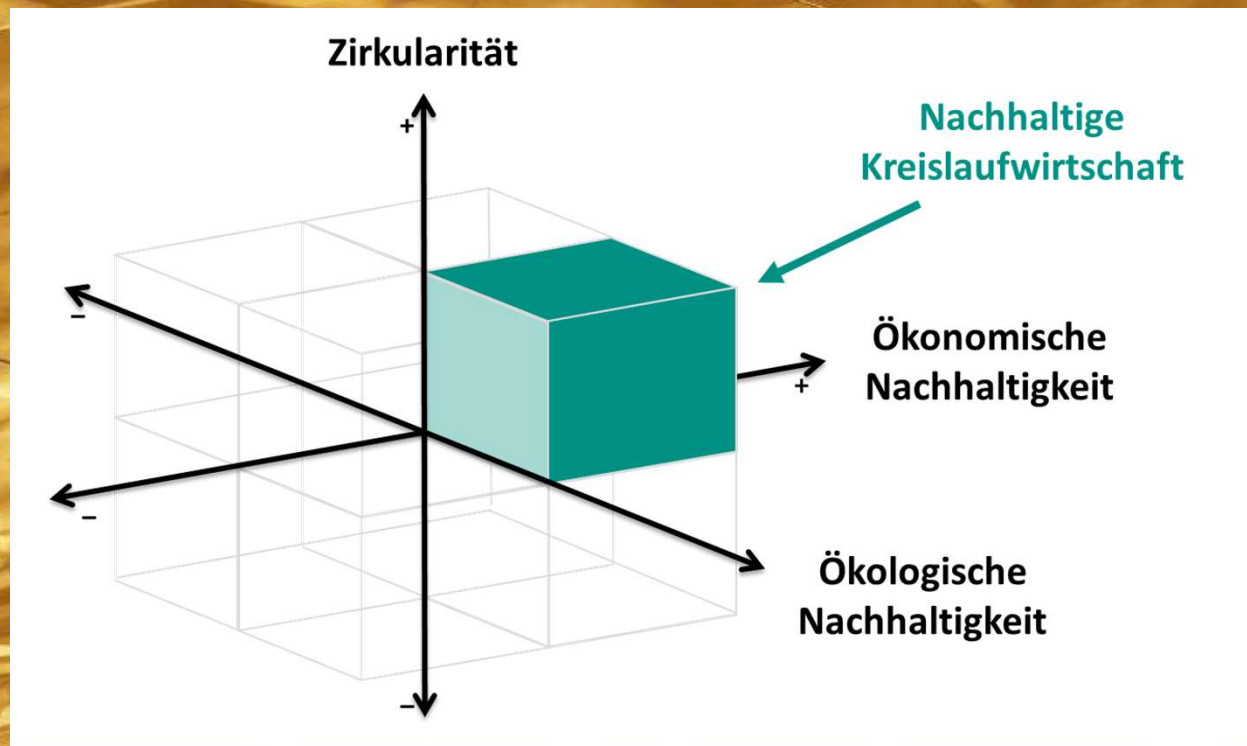 Zirkularität
+
Nachhaltige
Kreislaufwirtschaft
–
Ökonomische
Nachhaltigkeit
+
–
Ökologische
Nachhaltigkeit
–